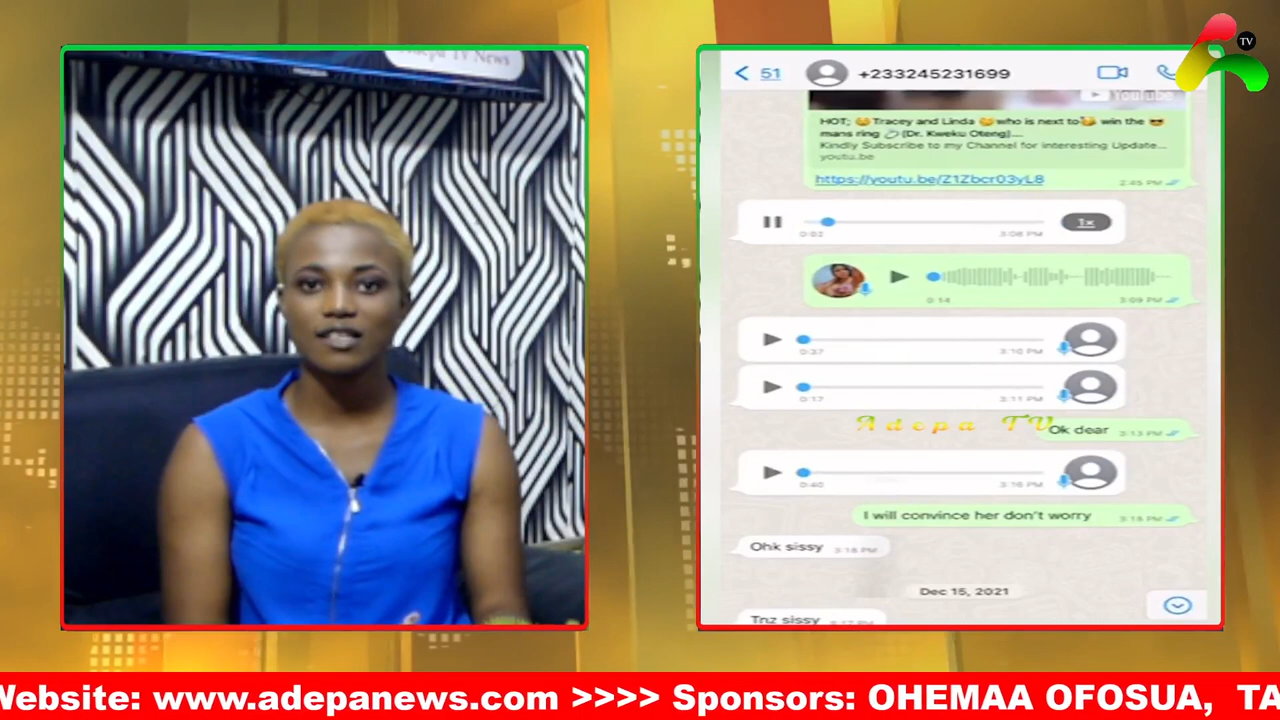 Adepa TV News
TV
51
+233245231699
YouTube
HOT; 😊Tracey and Linda 😊who is next to😘 win the 😎
mans ring 💍(Dr. Kweku Oteng)....
Kindly Subscribe to my Channel for interesting Update...
youtu.be
https://youtu.be/Z1Zbcr03yL8
2:45 PM
1x
0:02
3:08 PM
0:14
3:09 PM
0:37
3:10 PM
0:17
3:11 PM
Adepa TV
Ok dear 3:13 PM
0:40
3:16 PM
I will convince her don't worry 3:18 PM
Ohk sissy 3:18 PM
Dec 15, 2021
Tnz sissy
Website: www.adepanews.com >>>> Sponsors: OHEMAA OFOSUA, TA